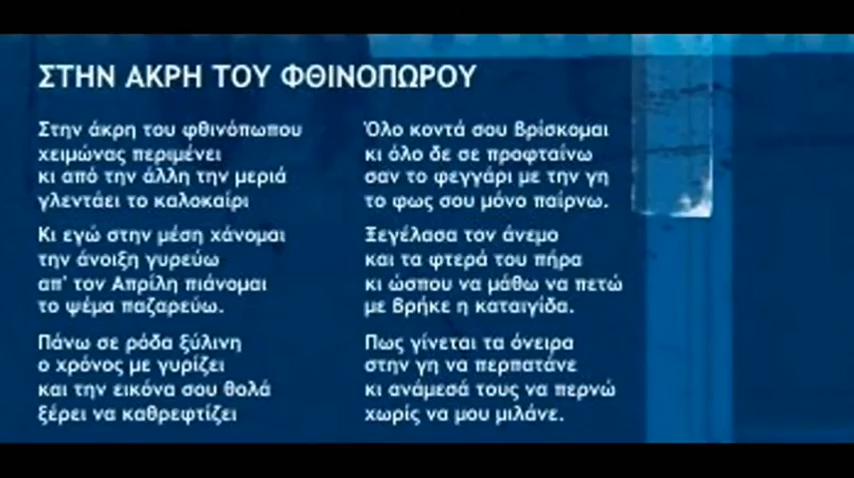 ΣΤΗΝ ΑΚΡΗ ΤΟΥ ΦΘΙΝΟΠΩΡΟΥ
Στην άκρη του φθινόπωπου
χειμώνας περιμένει
κι από την άλλη την μεριά
γλεντάει το καλοκαίρι
Κι εγώ στην μέση χάνομαι
την άνοιξη γυρεύω
απ' τον Απρίλη πιάνομαι
το ψέμα παζαρεύω.
Πάνω σε ρόδα ξύλινη
ο χρόνος με γυρίζει
και την εικόνα σου θολά
ξέρει να καθρεφτίζει
Όλο κοντά σου βρίσκομαι
κι όλο δε σε προφταίνω
σαν το φεγγάρι με την γη
το φως σου μόνο παίρνω.
Ξεγέλασα τον άνεμο
και τα φτερά του πήρα
κι ώσπου να μάθω να πετώ
με βρήκε η καταιγίδα.
Πως γίνεται τα όνειρα
στην γη να περπατάνε
κι ανάμεσά τους να περνώ
χωρίς να μου μιλάνε.